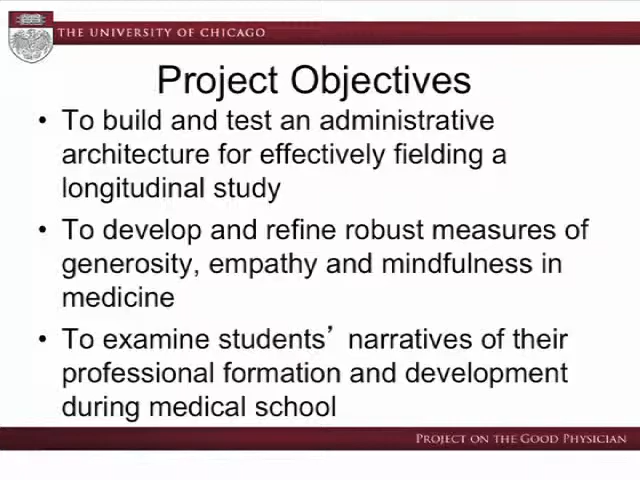 THE UNIVERSITY OF CHICAGO
Project Objectives
• To build and test an administrative
architecture for effectively fielding a
longitudinal study
• To develop and refine robust measures of
generosity, empathy and mindfulness in
medicine
• To examine students’ narratives of their
professional formation and development
during medical school
PROJECT ON THE GOOD PHYSICIAN